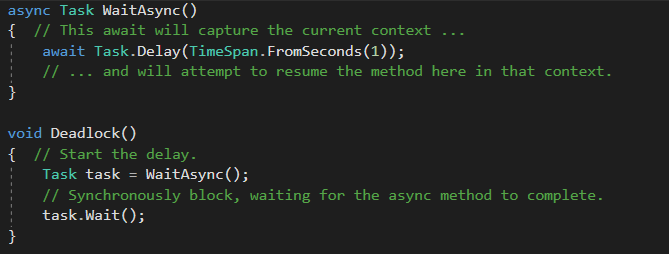 async Task WaitAsync()
{  // This await will capture the current context ...
    await Task.Delay(TimeSpan.FromSeconds(1));
    // ... and will attempt to resume the method here in that context.
}
void Deadlock()
{  // Start the delay.
    Task task = WaitAsync();
    // Synchronously block, waiting for the async method to complete.
    task.Wait();
}